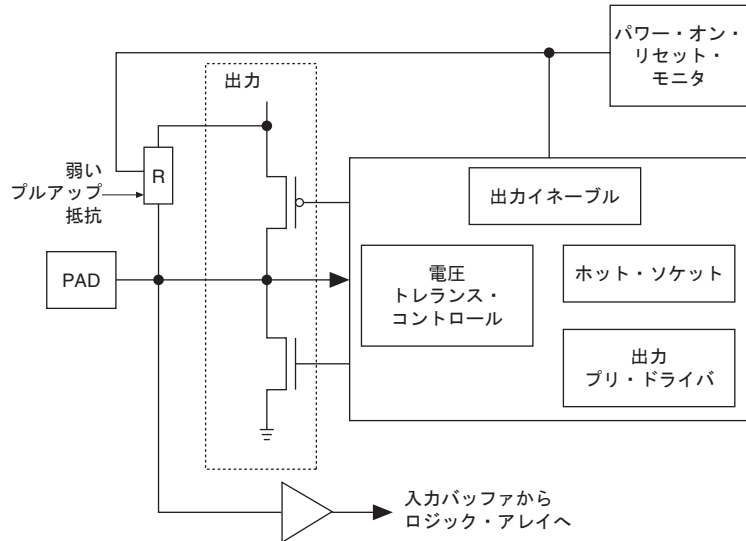 パワー・オン・
リセット・
モニタ
出力
R
弱い
プルアップ
抵抗
出力イネーブル
PAD
電圧
トレランス・
コントロール
ホット・ソケット
出力
プリ・ドライバ
入力バッファから
ロジック・アレイへ